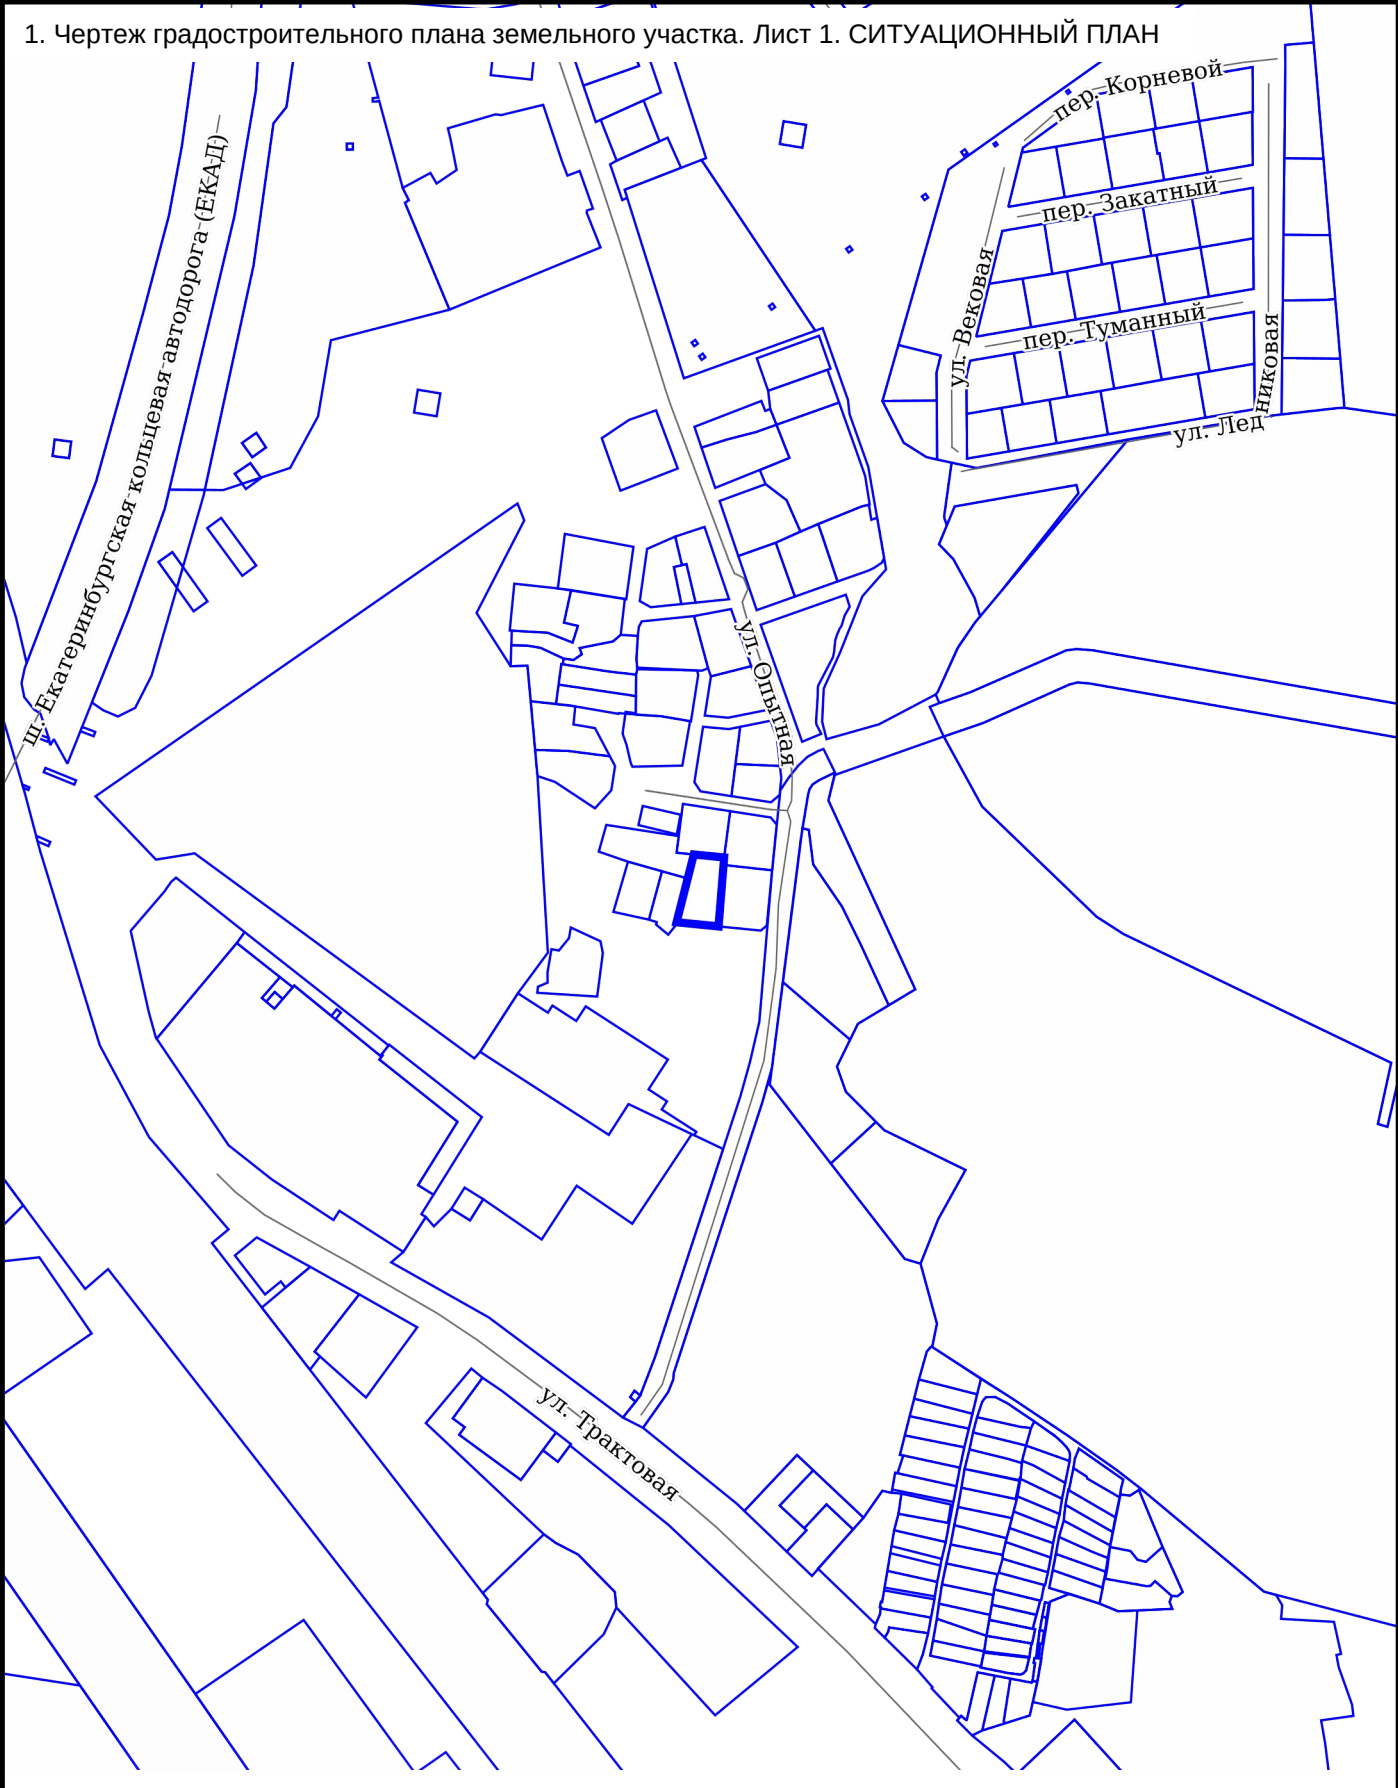 1. Чертеж градостроительного плана земельного участка. Лист 1. СИТУАЦИОННЫЙ ПЛАН
пер. Корневой
ш. Екатеринбургская кольцевая автодорога (ЕКАД)
пер. Закатный
ул. Вековая
пер. Туманный
ул. Ледниковая
ул. Опытная
ул. Трактовая